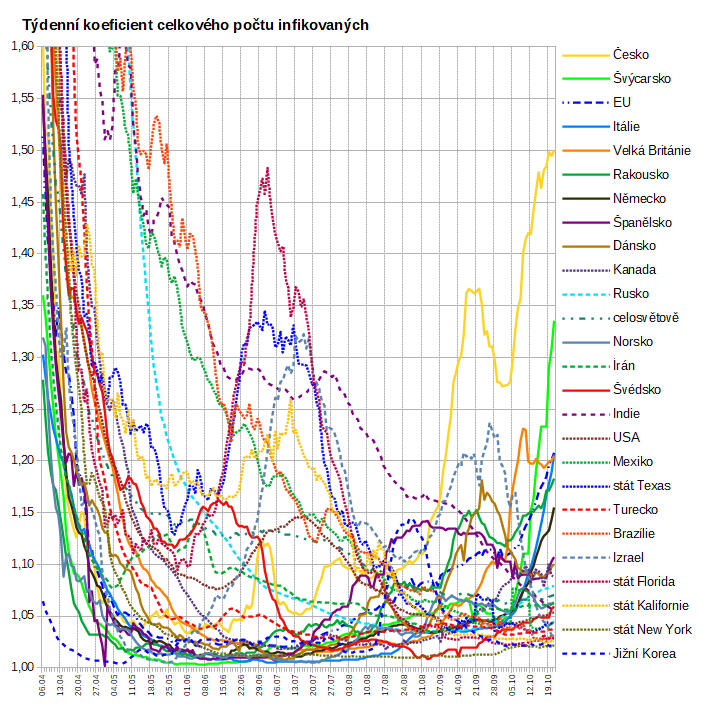 Týdenní koeficient celkového počtu infikovaných
1,60
1,55
1,50
1,45
1,40
1,35
1,30
1,25
1,20
1,15
1,10
1,05
1,00
Česko
Švýcarsko
EU
Itálie
Velká Británie
Rakousko
Německo
Španělsko
Dánsko
Kanada
Rusko
celosvětově
Norsko
Írán
Švédsko
Indie
USA
Mexiko
stát Texas
Turecko
Brazílie
Izrael
stát Florida
stát Kalifornie
stát New York
Jižní Korea
06.04
13.04
20.04
27.04
04.05
11.05
18.05
25.05
01.06
08.06
15.06
22.06
29.06
06.07
13.07
20.07
27.07
03.08
10.08
17.08
24.08
31.08
07.09
14.09
21.09
28.09
05.10
12.10
19.10